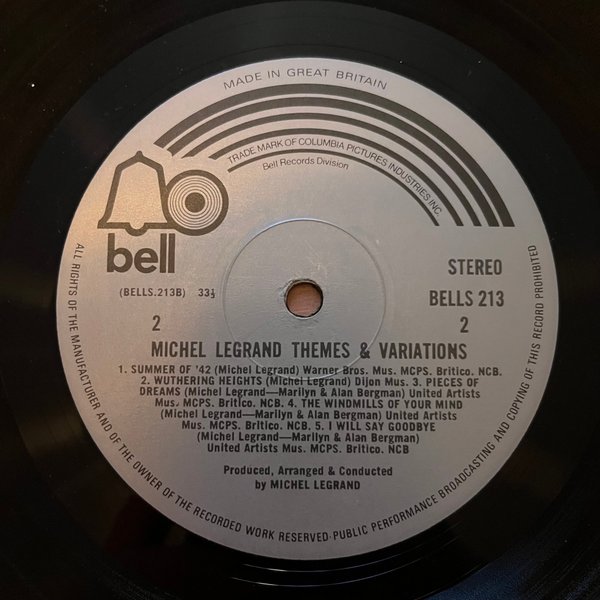 MADE IN GREAT BRITAIN
TRADE MARK OF COLUMBIA PICTURES INDUSTRIES INC.
Bell Records Division
bell
STEREO
(BELLS.213B) 33⅓
BELLS 213
2
2
MICHEL LEGRAND THEMES & VARIATIONS
1. SUMMER OF '42 (Michel Legrand) Warner Bros. Mus. MCPS. Britico. NCB.
2. WUTHERING HEIGHTS (Michel Legrand) Dijon Mus. 3. PIECES OF
DREAMS (Michel Legrand—Marilyn & Alan Bergman) United Artists
Mus. MCPS. Britico. NCB. 4. THE WINDMILLS OF YOUR MIND
(Michel Legrand—Marilyn & Alan Bergman) United Artists
Mus. MCPS. Britico. NCB. 5. I WILL SAY GOODBYE
(Michel Legrand—Marilyn & Alan Bergman)
United Artists Mus. MCPS. Britico. NCB
Produced, Arranged & Conducted
by MICHEL LEGRAND
ALL RIGHTS OF THE MANUFACTURER AND OF THE OWNER OF THE RECORDED WORK RESERVED·PUBLIC PERFORMANCE BROADCASTING AND COPYING OF THIS RECORD PROHIBITED